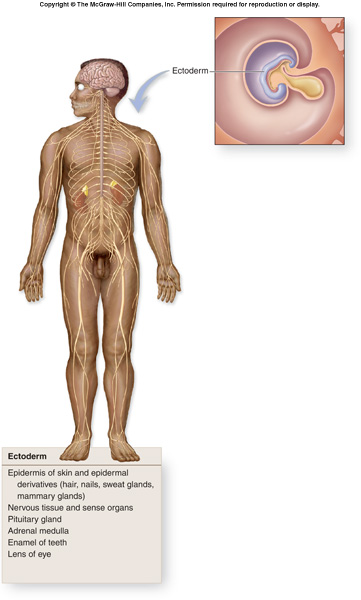 Copyright © The McGraw-Hill Companies, Inc. Permission required for reproduction or display.
Ectoderm
Ectoderm
Epidermis of skin and epidermal
derivatives (hair, nails, sweat glands,
mammary glands)
Nervous tissue and sense organs
Pituitary gland
Adrenal medulla
Enamel of teeth
Lens of eye